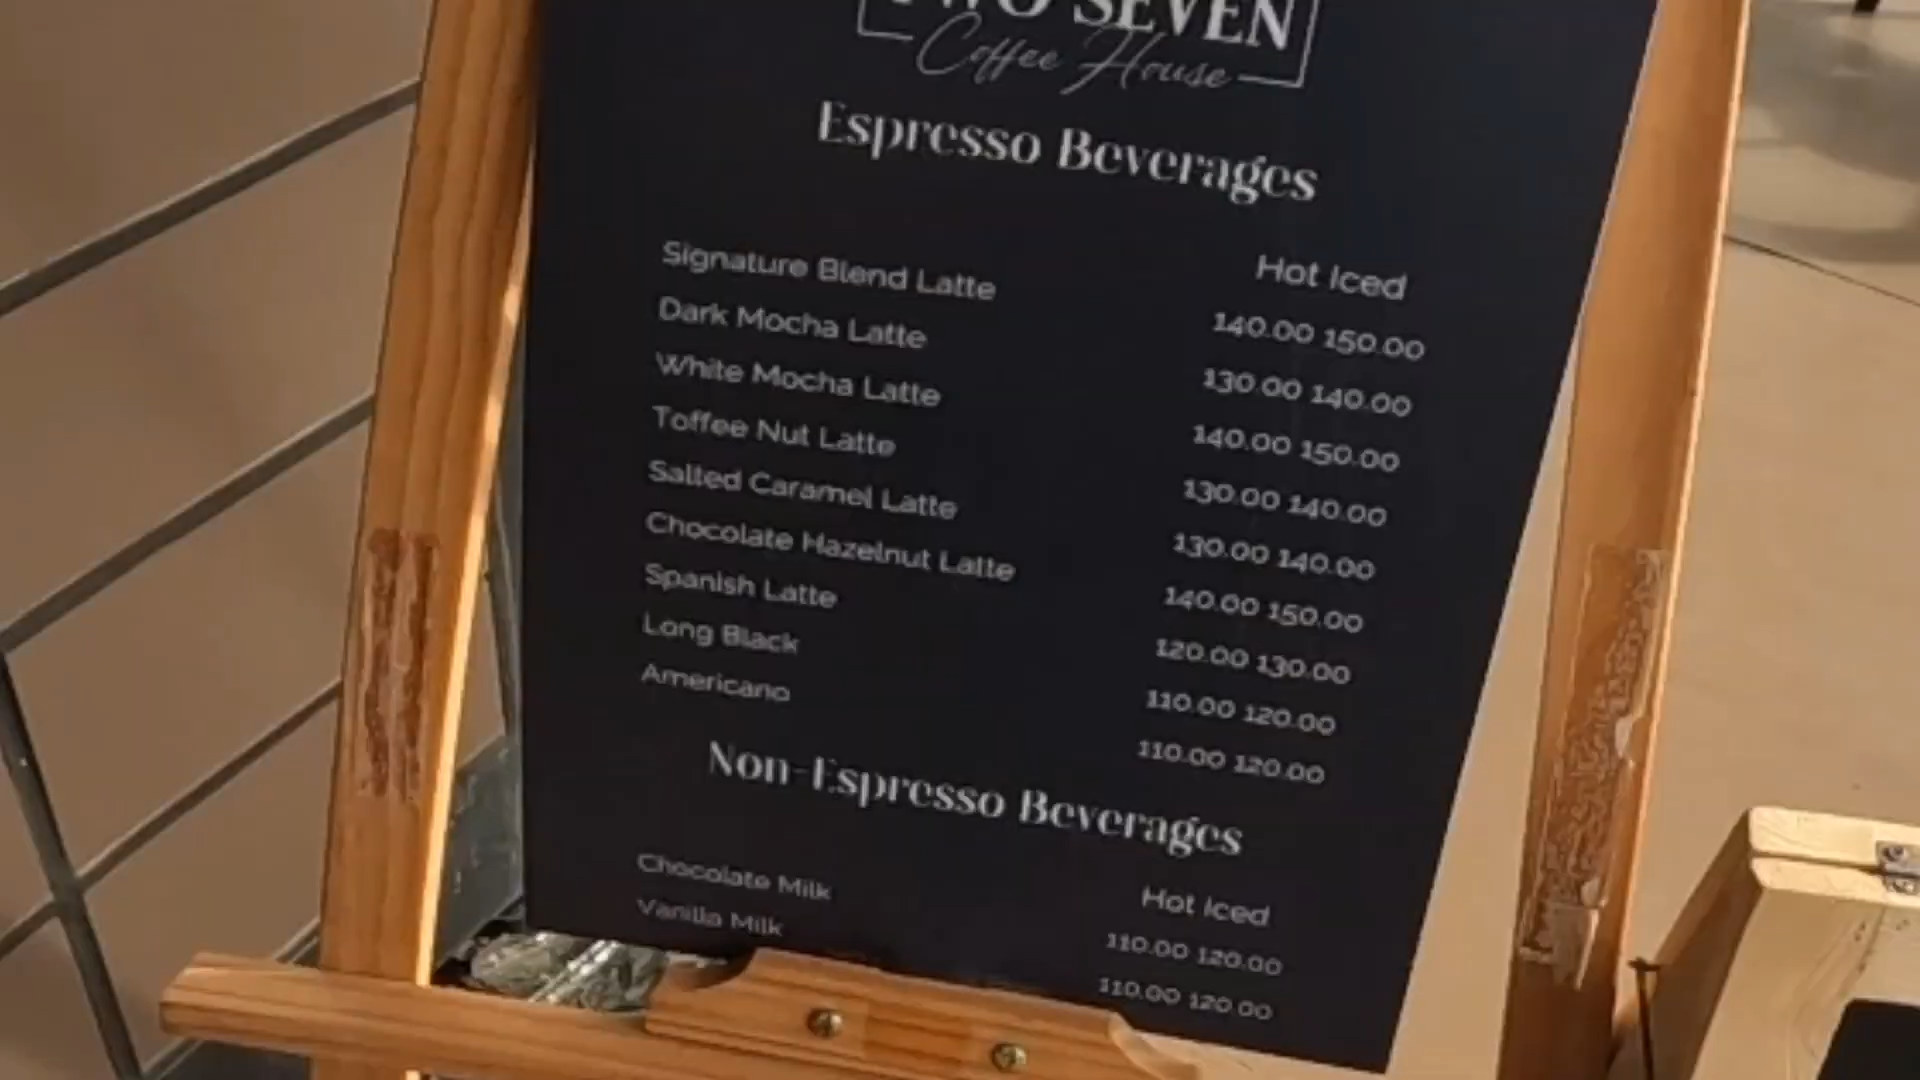 TWO SEVEN
Coffee House
Espresso Beverages
Hot Iced
Signature Blend Latte 140.00 150.00
Dark Mocha Latte 130.00 140.00
White Mocha Latte 140.00 150.00
Toffee Nut Latte 130.00 140.00
Salted Caramel Latte 130.00 140.00
Chocolate Hazelnut Latte 140.00 150.00
Spanish Latte 120.00 130.00
Long Black 110.00 120.00
Americano 110.00 120.00
Non-Espresso Beverages
Hot Iced
Chocolate Milk 110.00 120.00
Vanilla Milk 110.00 120.00